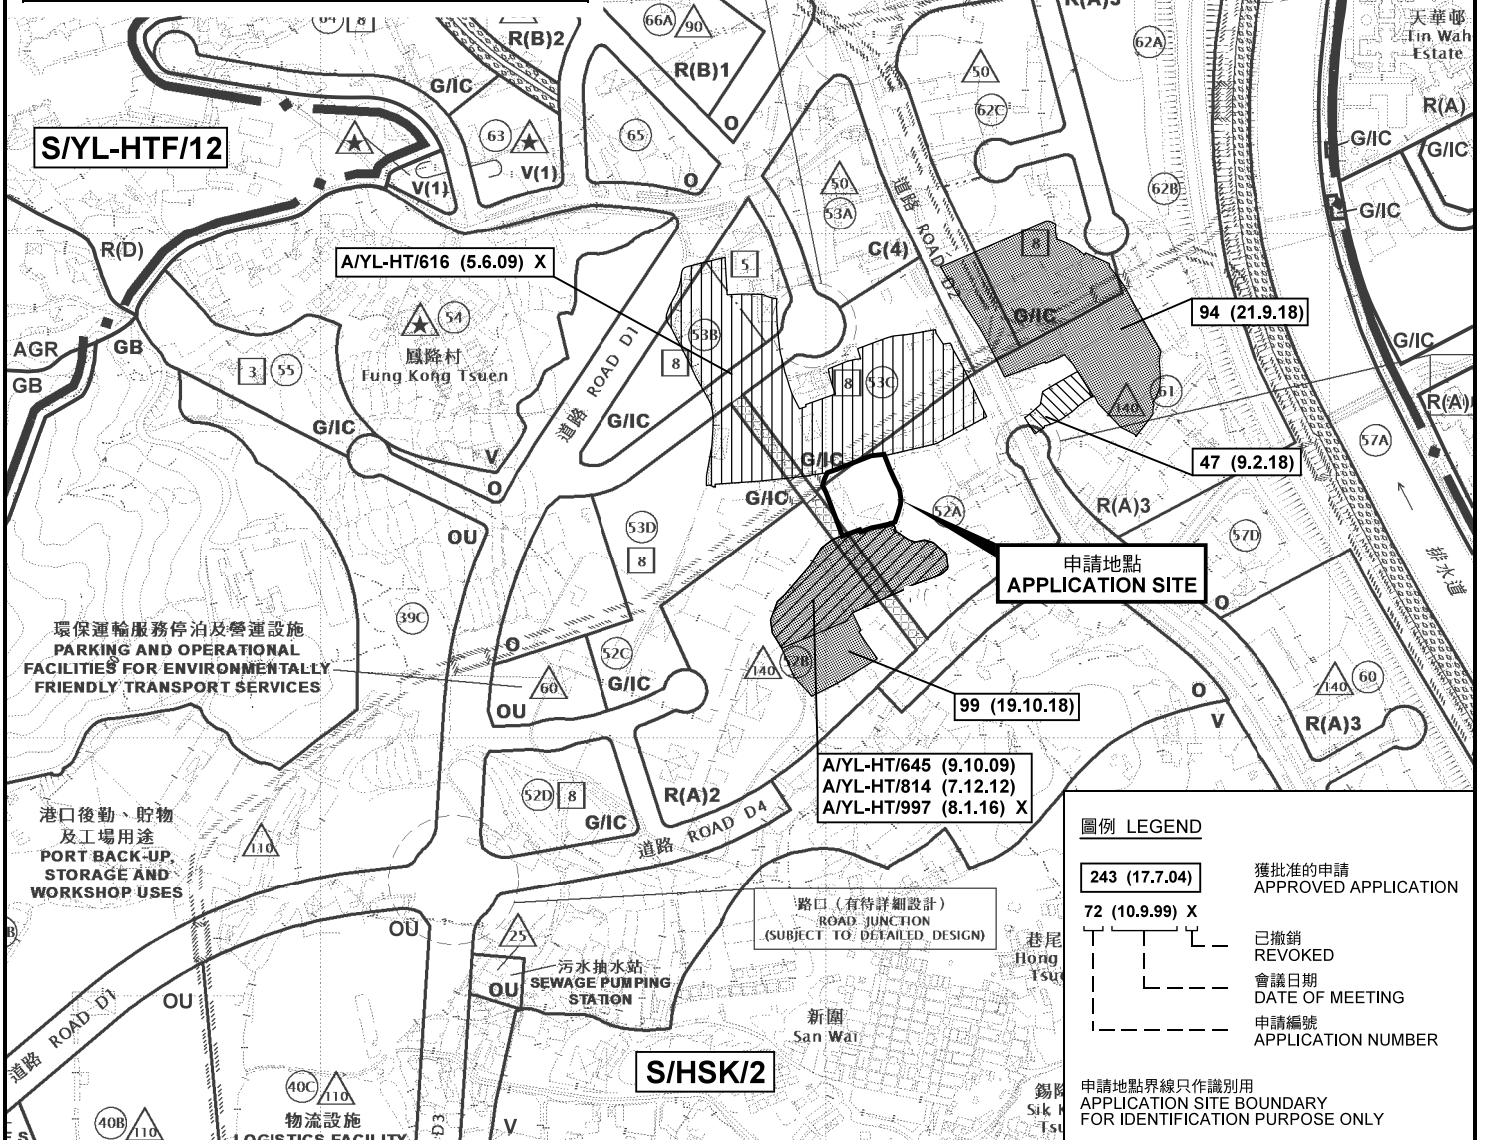 66A
90
R(B)1
R(B)2
8
G/IC
63
V(1)
V(1)
65
O
O
S/YL-HTF/12
R(D)
AGR
GB
GB
A/YL-HT/616 (5.6.09) X
54
鳳降村
Fung Kong Tsuen
3
55
G/IC
V
O
道路 ROAD D1
G/IC
5
53B
8
50
53A
C(4)
道路 ROAD D2
50
62C
62A
62B
天華邨
Tin Wah
Estate
R(A)
G/IC
G/IC
G/IC
G/IC
R(A)
8
G/IC
94 (21.9.18)
8
53C
140
61
47 (9.2.18)
57A
G/IC
G/IC
52A
R(A)3
57D
排水道
申請地點
APPLICATION SITE
53D
8
OU
39C
環保運輸服務停泊及營運設施
PARKING AND OPERATIONAL
FACILITIES FOR ENVIRONMENTALLY
FRIENDLY TRANSPORT SERVICES
O
60
OU
52C
G/IC
140
52B
99 (19.10.18)
O
O
V
140
60
R(A)3
A/YL-HT/645 (9.10.09)
A/YL-HT/814 (7.12.12)
A/YL-HT/997 (8.1.16) X
52D
8
G/IC
R(A)2
道路 ROAD D4
港口後勤、貯物
及工場用途
PORT BACK-UP,
STORAGE AND
WORKSHOP USES
110
OU
25
路口（有待詳細設計）
ROAD JUNCTION
(SUBJECT TO DETAILED DESIGN)
污水抽水站
SEWAGE PUMPING
STATION
OU
OU
道路 ROAD D1
新圍
San Wai
巷尾
Hong
S/HSK/2
40C
110
物流設施
LOGISTICS FACILITY
40B
110
D3
V
圖例 LEGEND
243 (17.7.04)
獲批准的申請
APPROVED APPLICATION
72 (10.9.99) X
已撤銷
REVOKED
會議日期
DATE OF MEETING
申請編號
APPLICATION NUMBER
申請地點界線只作識別用
APPLICATION SITE BOUNDARY
FOR IDENTIFICATION PURPOSE ONLY